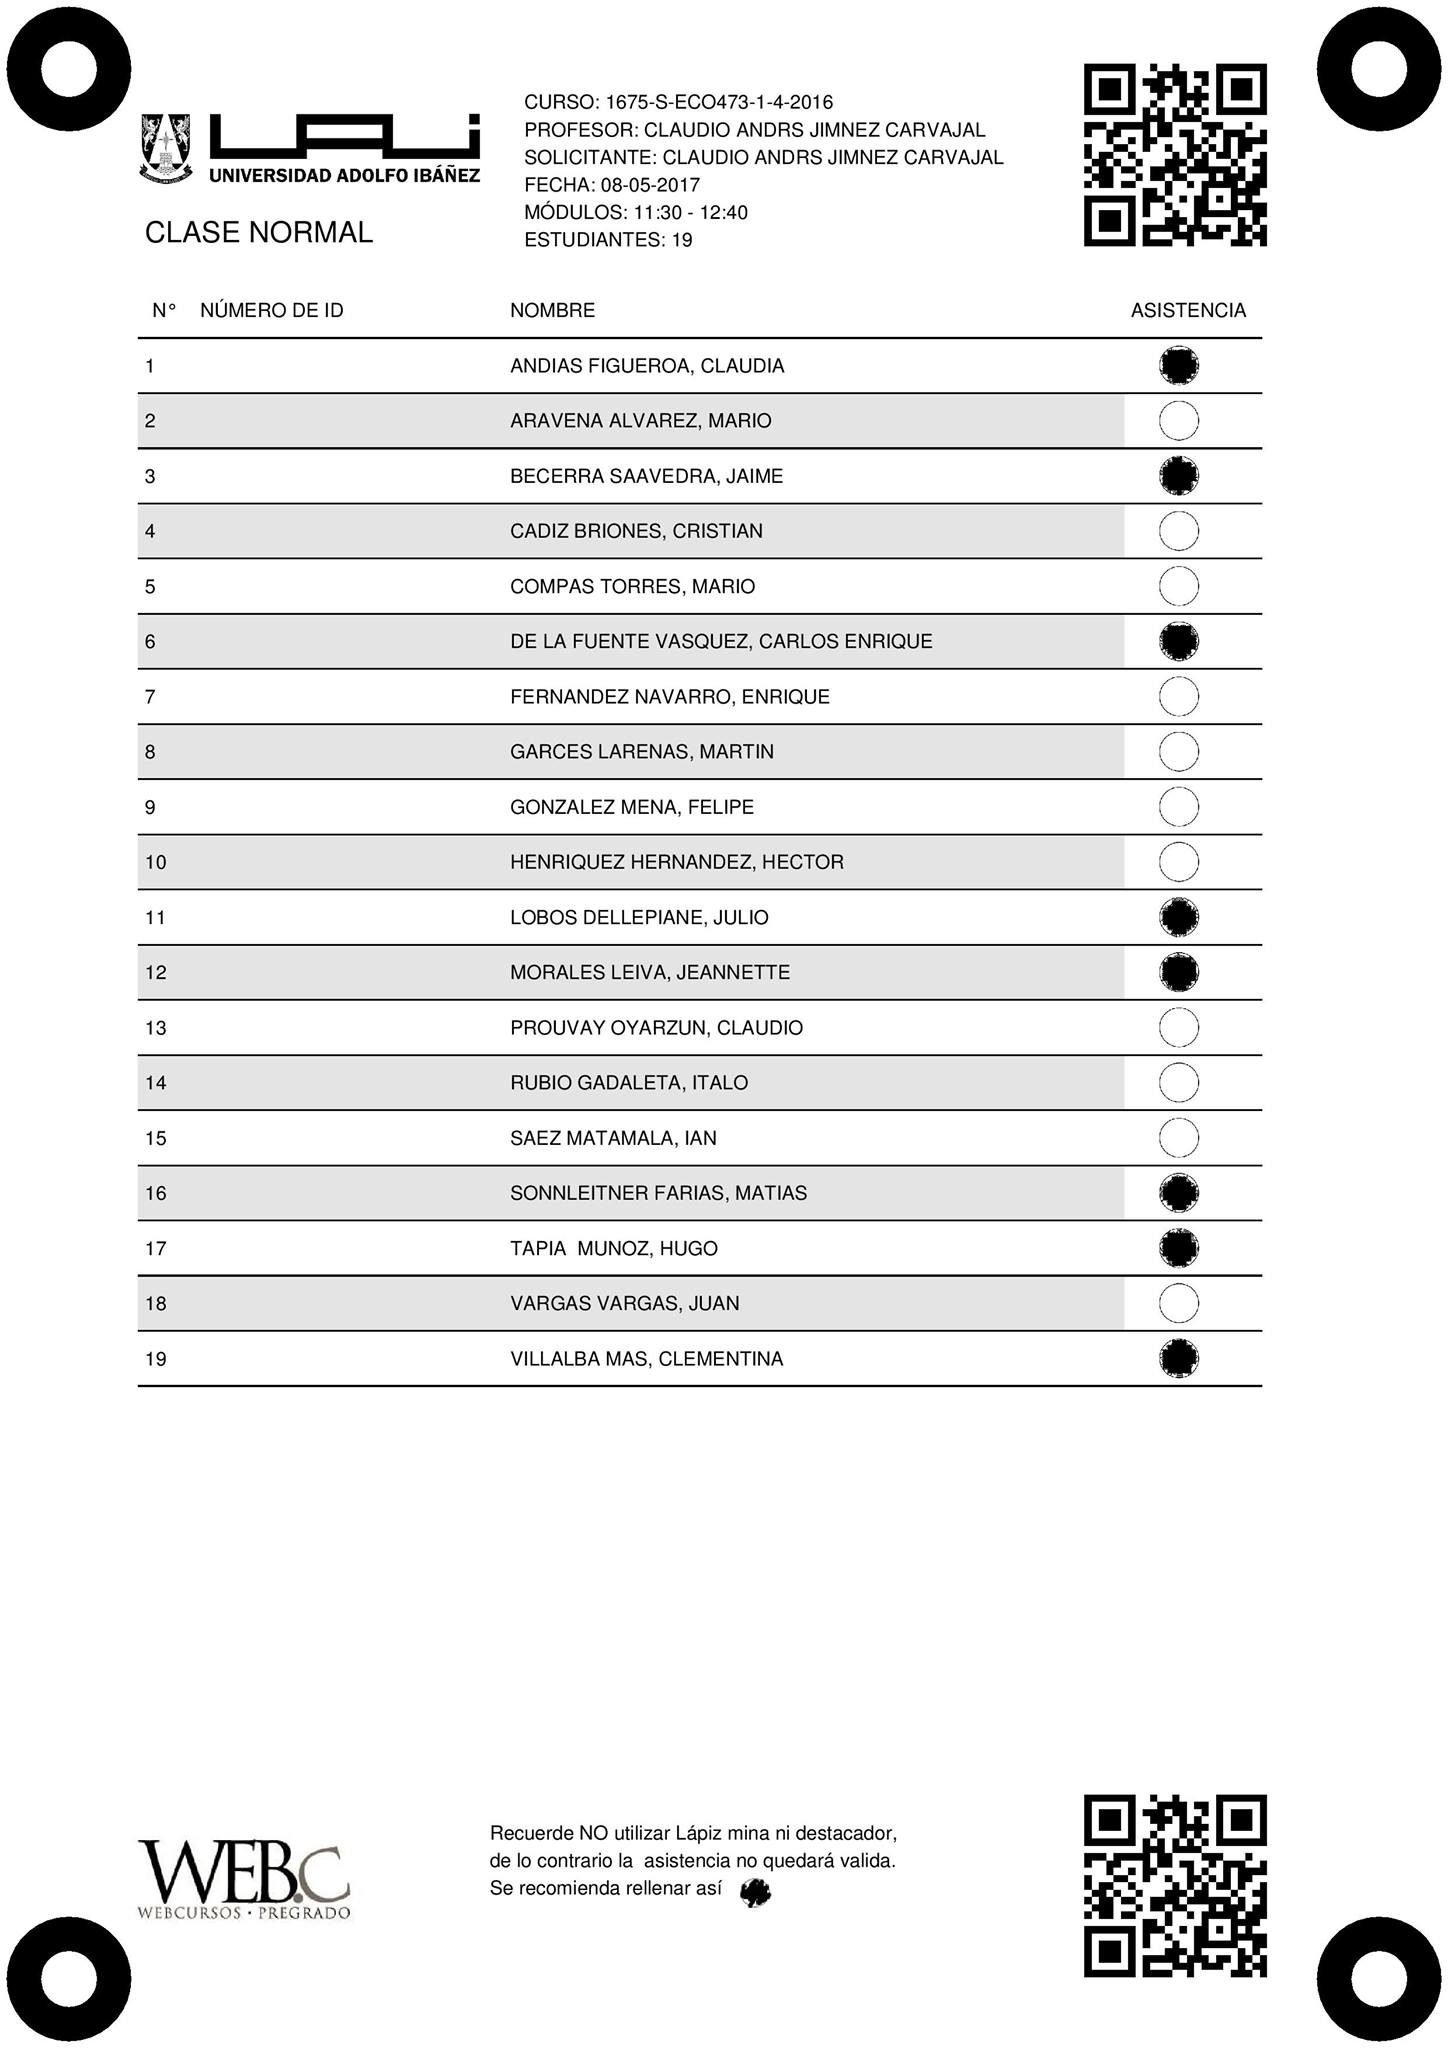 UAI
UNIVERSIDAD ADOLFO IBÁÑEZ
CLASE NORMAL
CURSO: 1675-S-ECO473-1-4-2016
PROFESOR: CLAUDIO ANDRS JIMNEZ CARVAJAL
SOLICITANTE: CLAUDIO ANDRS JIMNEZ CARVAJAL
FECHA: 08-05-2017
MÓDULOS: 11:30 - 12:40
ESTUDIANTES: 19
N° NÚMERO DE ID NOMBRE ASISTENCIA
1 ANDIAS FIGUEROA, CLAUDIA
2 ARAVENA ALVAREZ, MARIO
3 BECERRA SAAVEDRA, JAIME
4 CADIZ BRIONES, CRISTIAN
5 COMPAS TORRES, MARIO
6 DE LA FUENTE VASQUEZ, CARLOS ENRIQUE
7 FERNANDEZ NAVARRO, ENRIQUE
8 GARCES LARENAS, MARTIN
9 GONZALEZ MENA, FELIPE
10 HENRIQUEZ HERNANDEZ, HECTOR
11 LOBOS DELLEPIANE, JULIO
12 MORALES LEIVA, JEANNETTE
13 PROUVAY OYARZUN, CLAUDIO
14 RUBIO GADALETA, ITALO
15 SAEZ MATAMALA, IAN
16 SONNLEITNER FARIAS, MATIAS
17 TAPIA  MUNOZ, HUGO
18 VARGAS VARGAS, JUAN
19 VILLALBA MAS, CLEMENTINA
WEB.C
WEBCURSOS · PREGRADO
Recuerde NO utilizar Lápiz mina ni destacador,
de lo contrario la  asistencia no quedará valida.
Se recomienda rellenar así